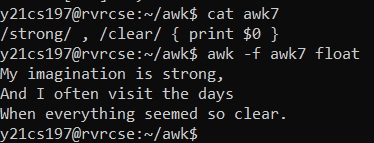 y21cs197@rvrcse:~/awk$ cat awk7
/strong/ , /clear/ { print $0 }
y21cs197@rvrcse:~/awk$ awk -f awk7 float
My imagination is strong,
And I often visit the days
When everything seemed so clear.
y21cs197@rvrcse:~/awk$